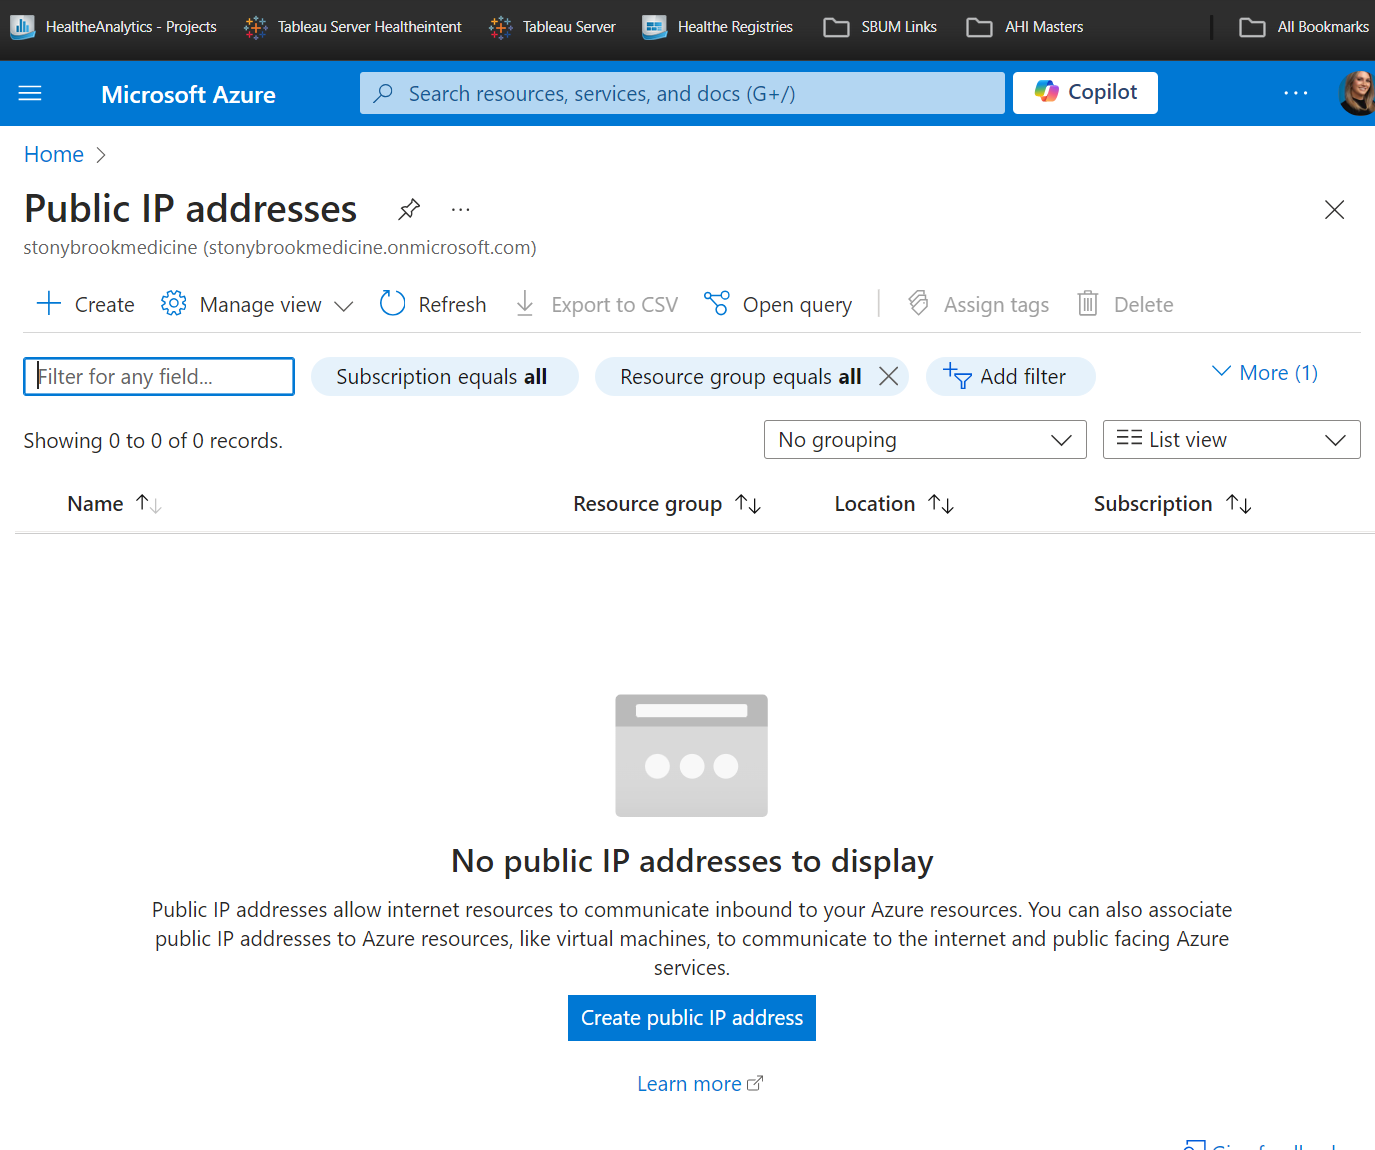 HealtheAnalytics - Projects Tableau Server Healtheintent Tableau Server Healthe Registries SBUM Links AHI Masters All Bookmarks
Microsoft Azure Search resources, services, and docs (G+/) Copilot ...
Home >
Public IP addresses ...
stonybrookmedicine (stonybrookmedicine.onmicrosoft.com)
+ Create Manage view Refresh Export to CSV Open query Assign tags Delete
Filter for any field... Subscription equals all Resource group equals all Add filter More (1)
Showing 0 to 0 of 0 records. No grouping List view
Name ↑↓ Resource group ↑↓ Location ↑↓ Subscription ↑↓
No public IP addresses to display
Public IP addresses allow internet resources to communicate inbound to your Azure resources. You can also associate
public IP addresses to Azure resources, like virtual machines, to communicate to the internet and public facing Azure
services.
Create public IP address
Learn more